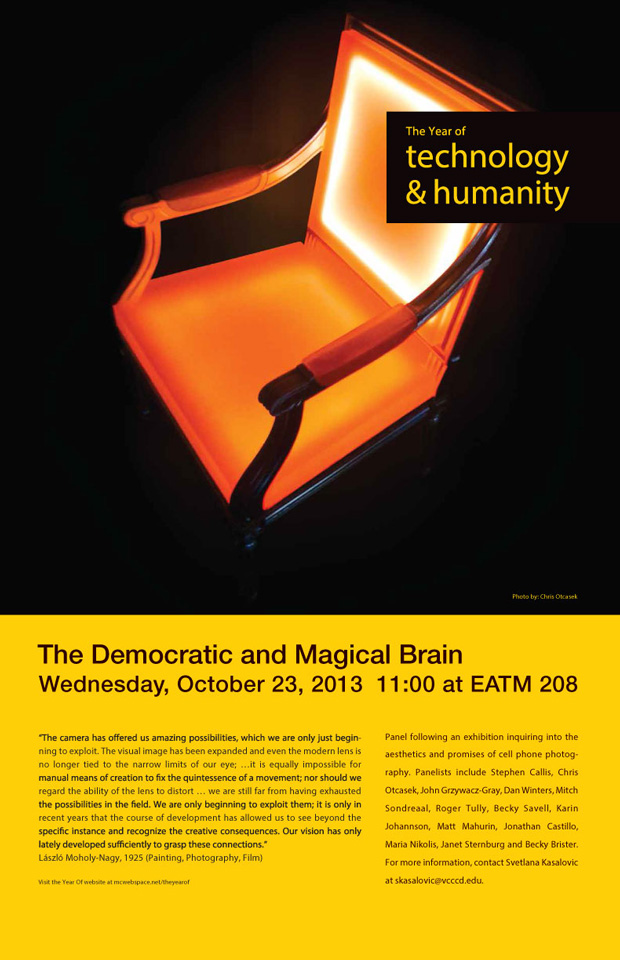 The Year of
technology
& humanity
Photo by: Chris Otcasek
The Democratic and Magical Brain
Wednesday, October 23, 2013 11:00 at EATM 208
“The camera has offered us amazing possibilities, which we are only just begin-
ning to exploit. The visual image has been expanded and even the modern lens is
no longer tied to the narrow limits of our eye; …it is equally impossible for
manual means of creation to fix the quintessence of a movement; nor should we
regard the ability of the lens to distort … we are still far from having exhausted
the possibilities in the field. We are only beginning to exploit them; it is only in
recent years that the course of development has allowed us to see beyond the
specific instance and recognize the creative consequences. Our vision has only
lately developed sufficiently to grasp these connections.”
László Moholy-Nagy, 1925 (Painting, Photography, Film)
Visit the Year Of website at mcwebspace.net/theyearof
Panel following an exhibition inquiring into the
aesthetics and promises of cell phone photog-
raphy. Panelists include Stephen Callis, Chris
Otcasek, John Grzywacz-Gray, Dan Winters, Mitch
Sondreaal, Roger Tully, Becky Savell, Karin
Johannson, Matt Mahurin, Jonathan Castillo,
Maria Nikolis, Janet Sternburg and Becky Brister.
For more information, contact Svetlana Kasalovic
at skasalovic@vcccd.edu.